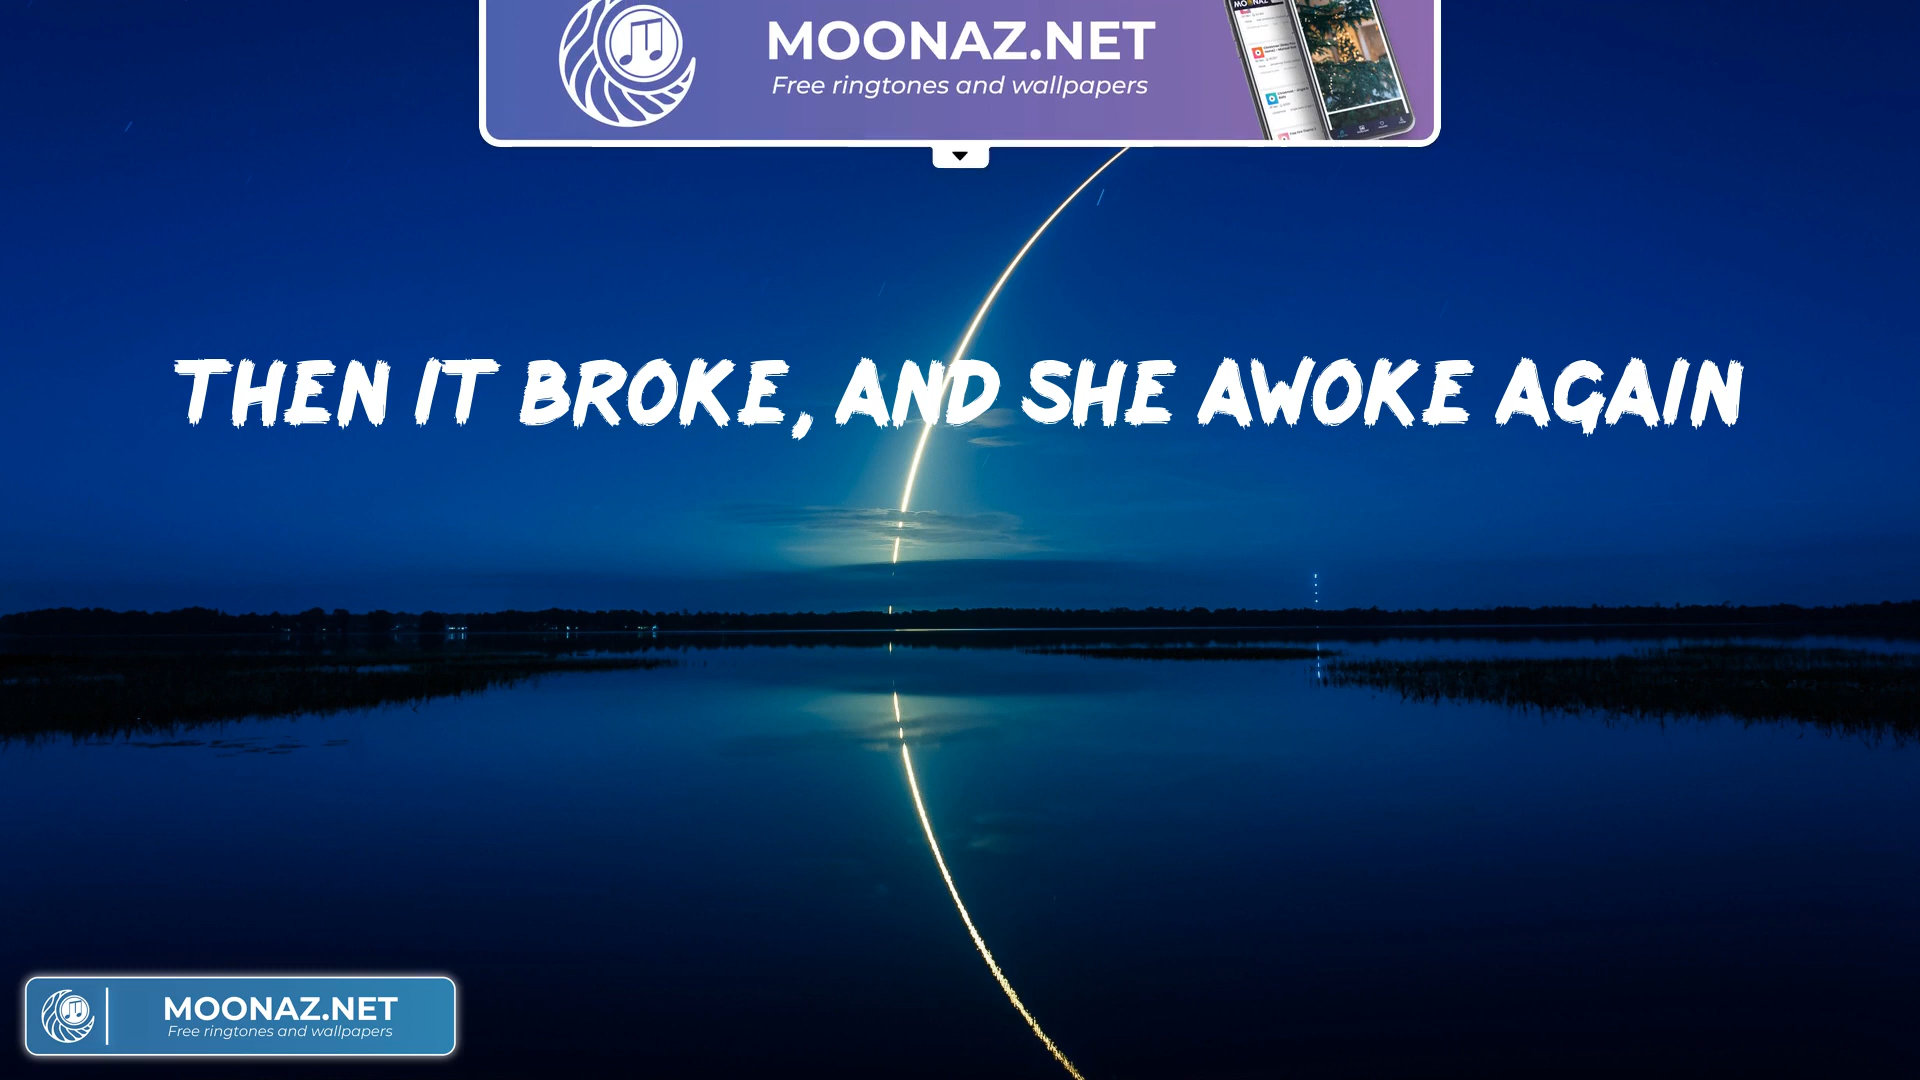 MOONAZ.NET
Free ringtones and wallpapers
THEN IT BROKE, AND SHE AWOKE AGAIN
MOONAZ.NET
Free ringtones and wallpapers